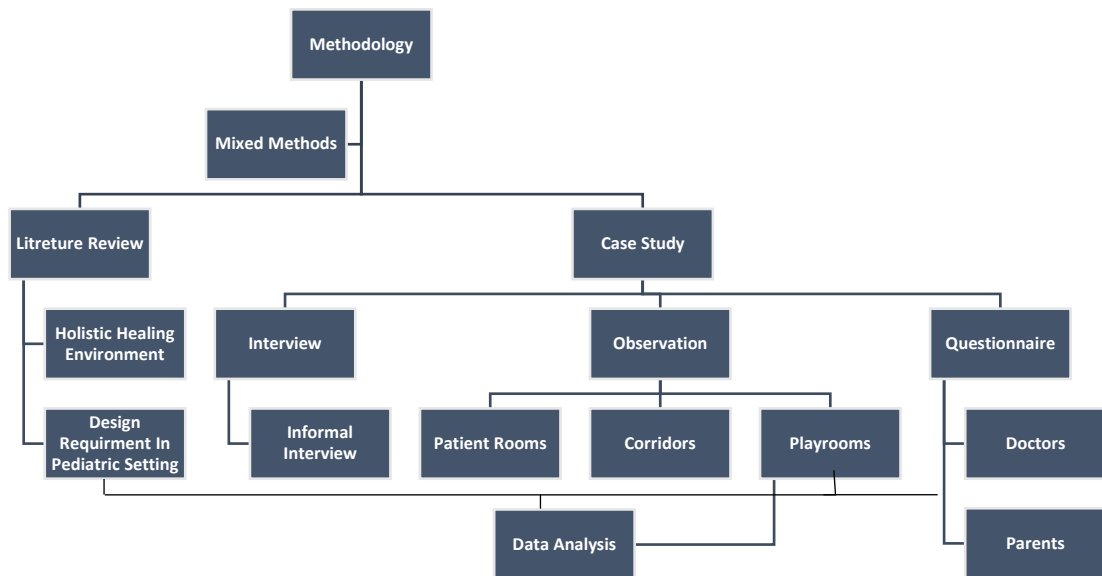 Methodology
Mixed Methods
Litreture Review
Case Study
Holistic Healing
Environment
Interview
Observation
Questionnaire
Design
Requirment In
Pediatric Setting
Informal
Interview
Patient Rooms
Corridors
Playrooms
Doctors
Data Analysis
Parents